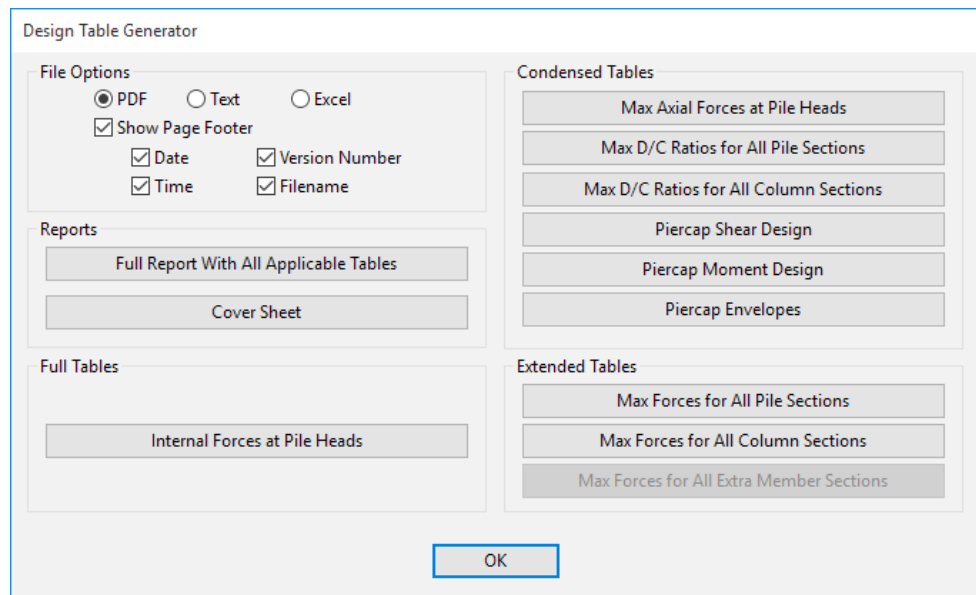 Design Table Generator
File Options
PDF Text Excel
Show Page Footer
Date Version Number
Time Filename
Reports
Full Report With All Applicable Tables
Cover Sheet
Full Tables
Internal Forces at Pile Heads
Condensed Tables
Max Axial Forces at Pile Heads
Max D/C Ratios for All Pile Sections
Max D/C Ratios for All Column Sections
Piercap Shear Design
Piercap Moment Design
Piercap Envelopes
Extended Tables
Max Forces for All Pile Sections
Max Forces for All Column Sections
Max Forces for All Extra Member Sections
OK